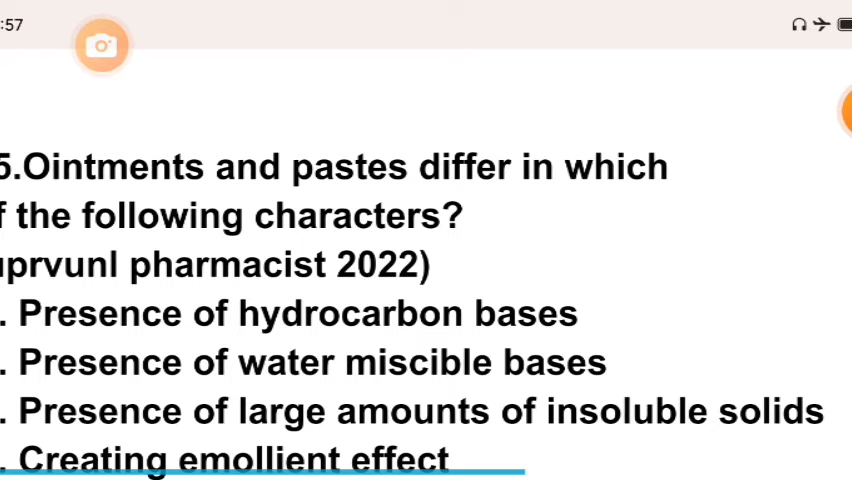 :57
5.Ointments and pastes differ in which
f the following characters?
uprvunl pharmacist 2022)
. Presence of hydrocarbon bases
. Presence of water miscible bases
. Presence of large amounts of insoluble solids
. Creating emollient effect